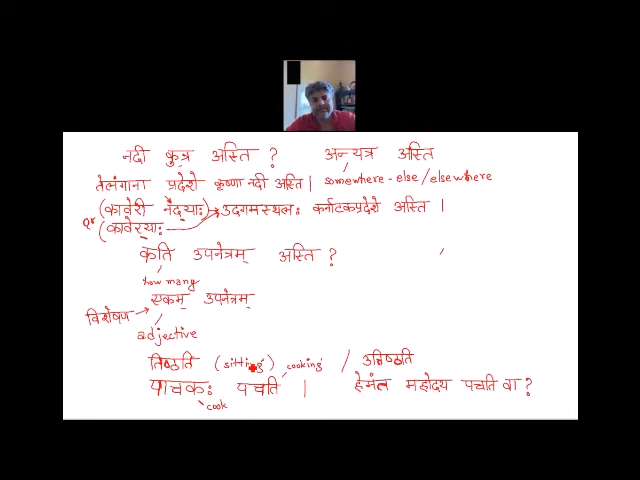 नदी कुत्र अस्ति ? अन्यत्र अस्ति
तेलंगाना प्रदेशे कृष्णा नदी अस्ति | somewhere-else/elsewhere
(कावेरी नद्याः) उदगमस्थलः कर्नाटकप्रदेशे अस्ति |
or (कावेर्याः
कति उपनेत्रम् अस्ति ?
how many
एकम् उपनेत्रम्
विशेषण
adjective
तिष्ठति (sitting) cooking / उत्तिष्ठति
पाचकः पचति | हेमंत महोदय पचति वा ?
cook